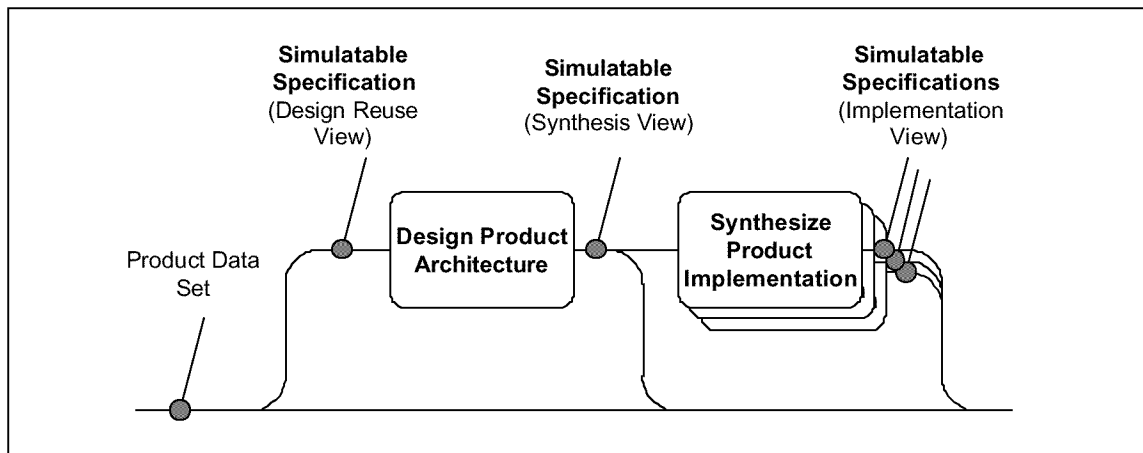 Simulatable
Specification
(Design Reuse
View)
Simulatable
Specification
(Synthesis View)
Simulatable
Specifications
(Implementation
View)
Product Data
Set
Design Product
Architecture
Synthesize
Product
Implementation